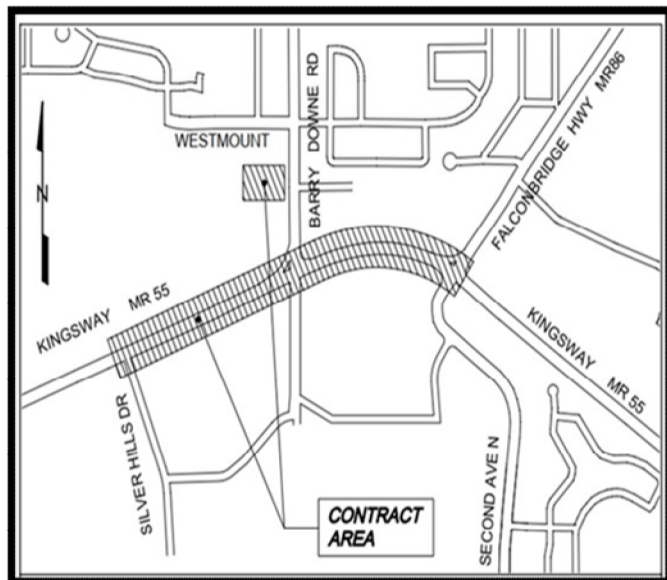 WESTMOUNT
BARRY DOWNE RD
FALCONBRIDGE HWY MR86
N
KINGSWAY MR 55
KINGSWAY MR 55
SILVER HILLS DR
SECOND AVE N
CONTRACT
AREA